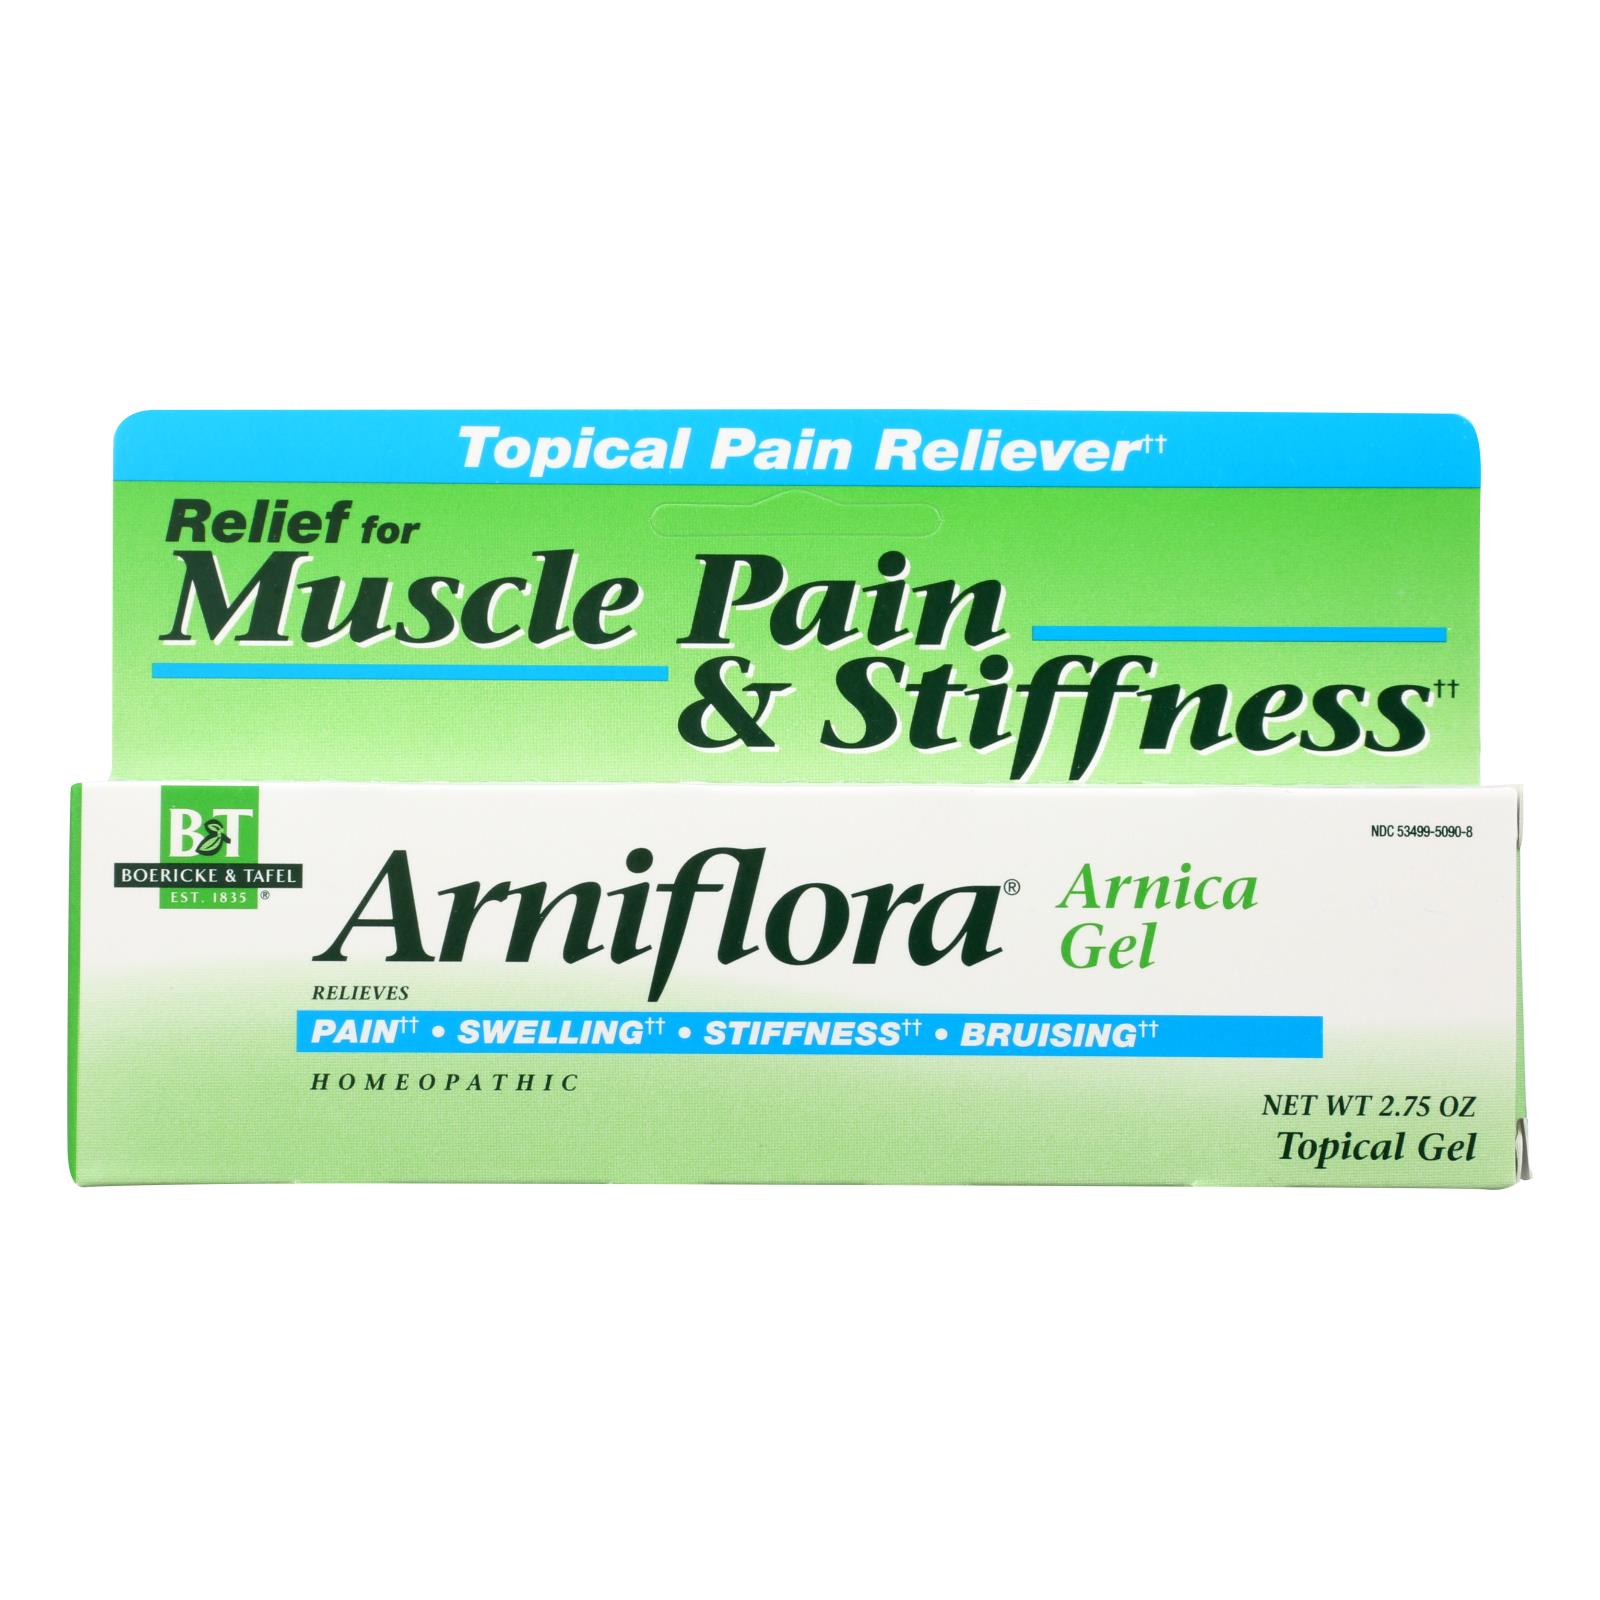 Topical Pain Reliever††
Relief for
Muscle Pain
& Stiffness††
B&T
BOERICKE & TAFEL
EST. 1835 ®
NDC 53499-5090-8
Arniflora®
Arnica
Gel
RELIEVES
PAIN†† • SWELLING†† • STIFFNESS†† • BRUISING††
HOMEOPATHIC
NET WT 2.75 OZ
Topical Gel